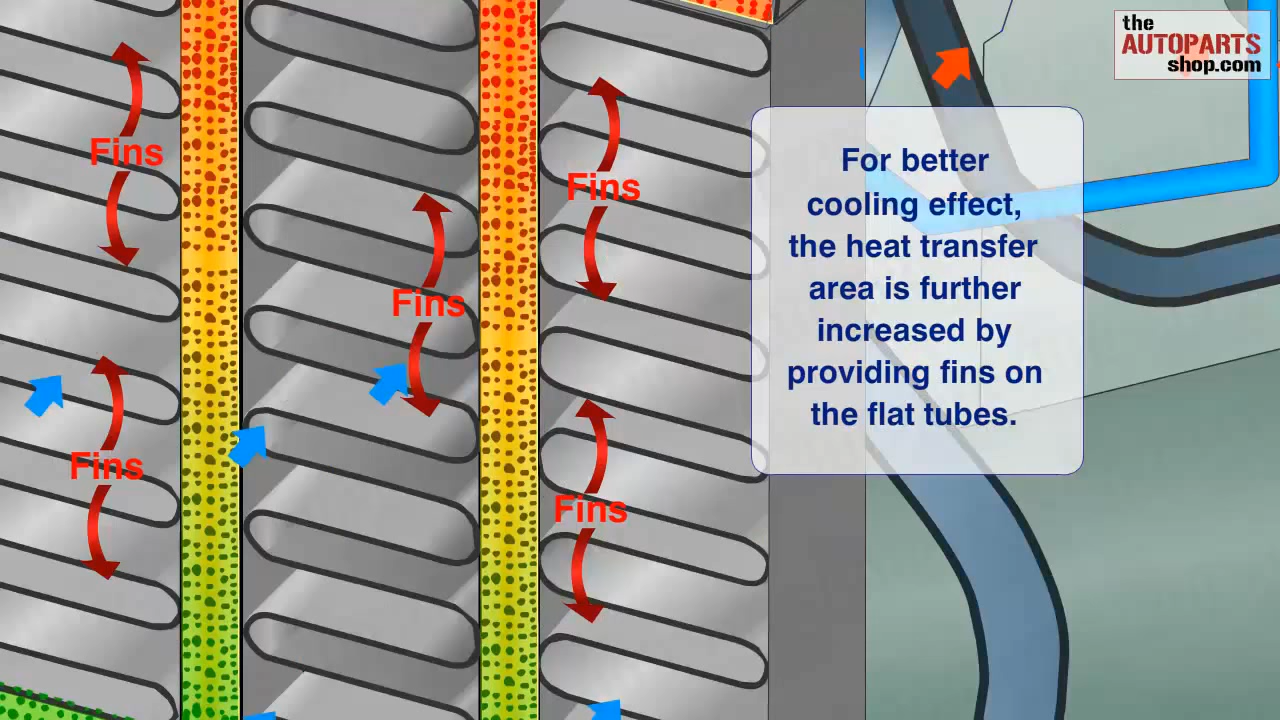 the
AUTOPARTS
shop.com
Fins
Fins
Fins
Fins
Fins
For better
cooling effect,
the heat transfer
area is further
increased by
providing fins on
the flat tubes.